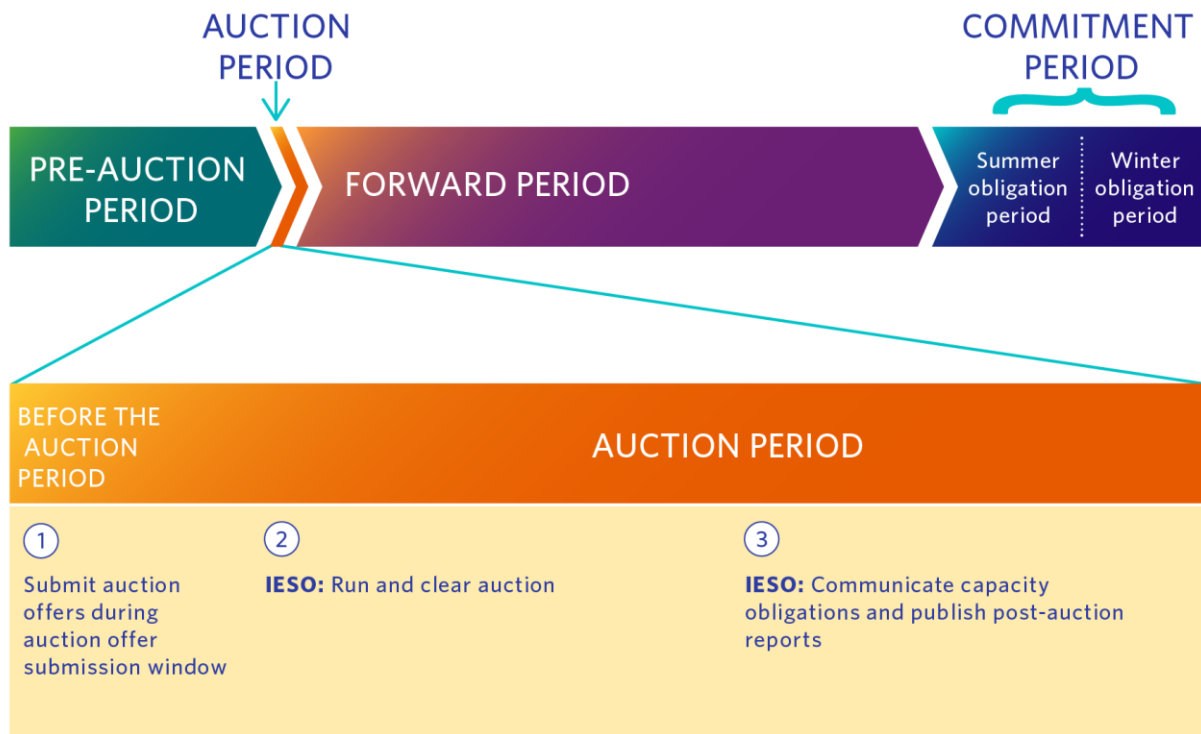 AUCTION
PERIOD
COMMITMENT
PERIOD
PRE-AUCTION
PERIOD
FORWARD PERIOD
Summer
obligation
period
Winter
obligation
period
BEFORE THE
AUCTION
PERIOD
AUCTION PERIOD
1
Submit auction
offers during
auction offer
submission window
2
IESO: Run and clear auction
3
IESO: Communicate capacity
obligations and publish post-auction
reports